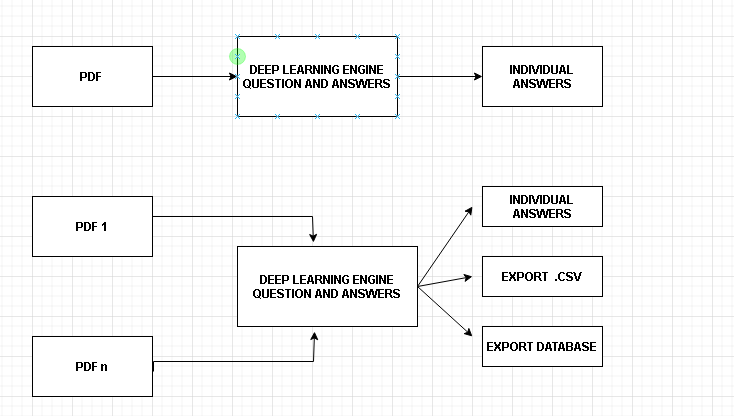 PDF
DEEP LEARNING ENGINE
QUESTION AND ANSWERS
INDIVIDUAL
ANSWERS
PDF 1
DEEP LEARNING ENGINE
QUESTION AND ANSWERS
INDIVIDUAL
ANSWERS
EXPORT .CSV
EXPORT DATABASE
PDF n